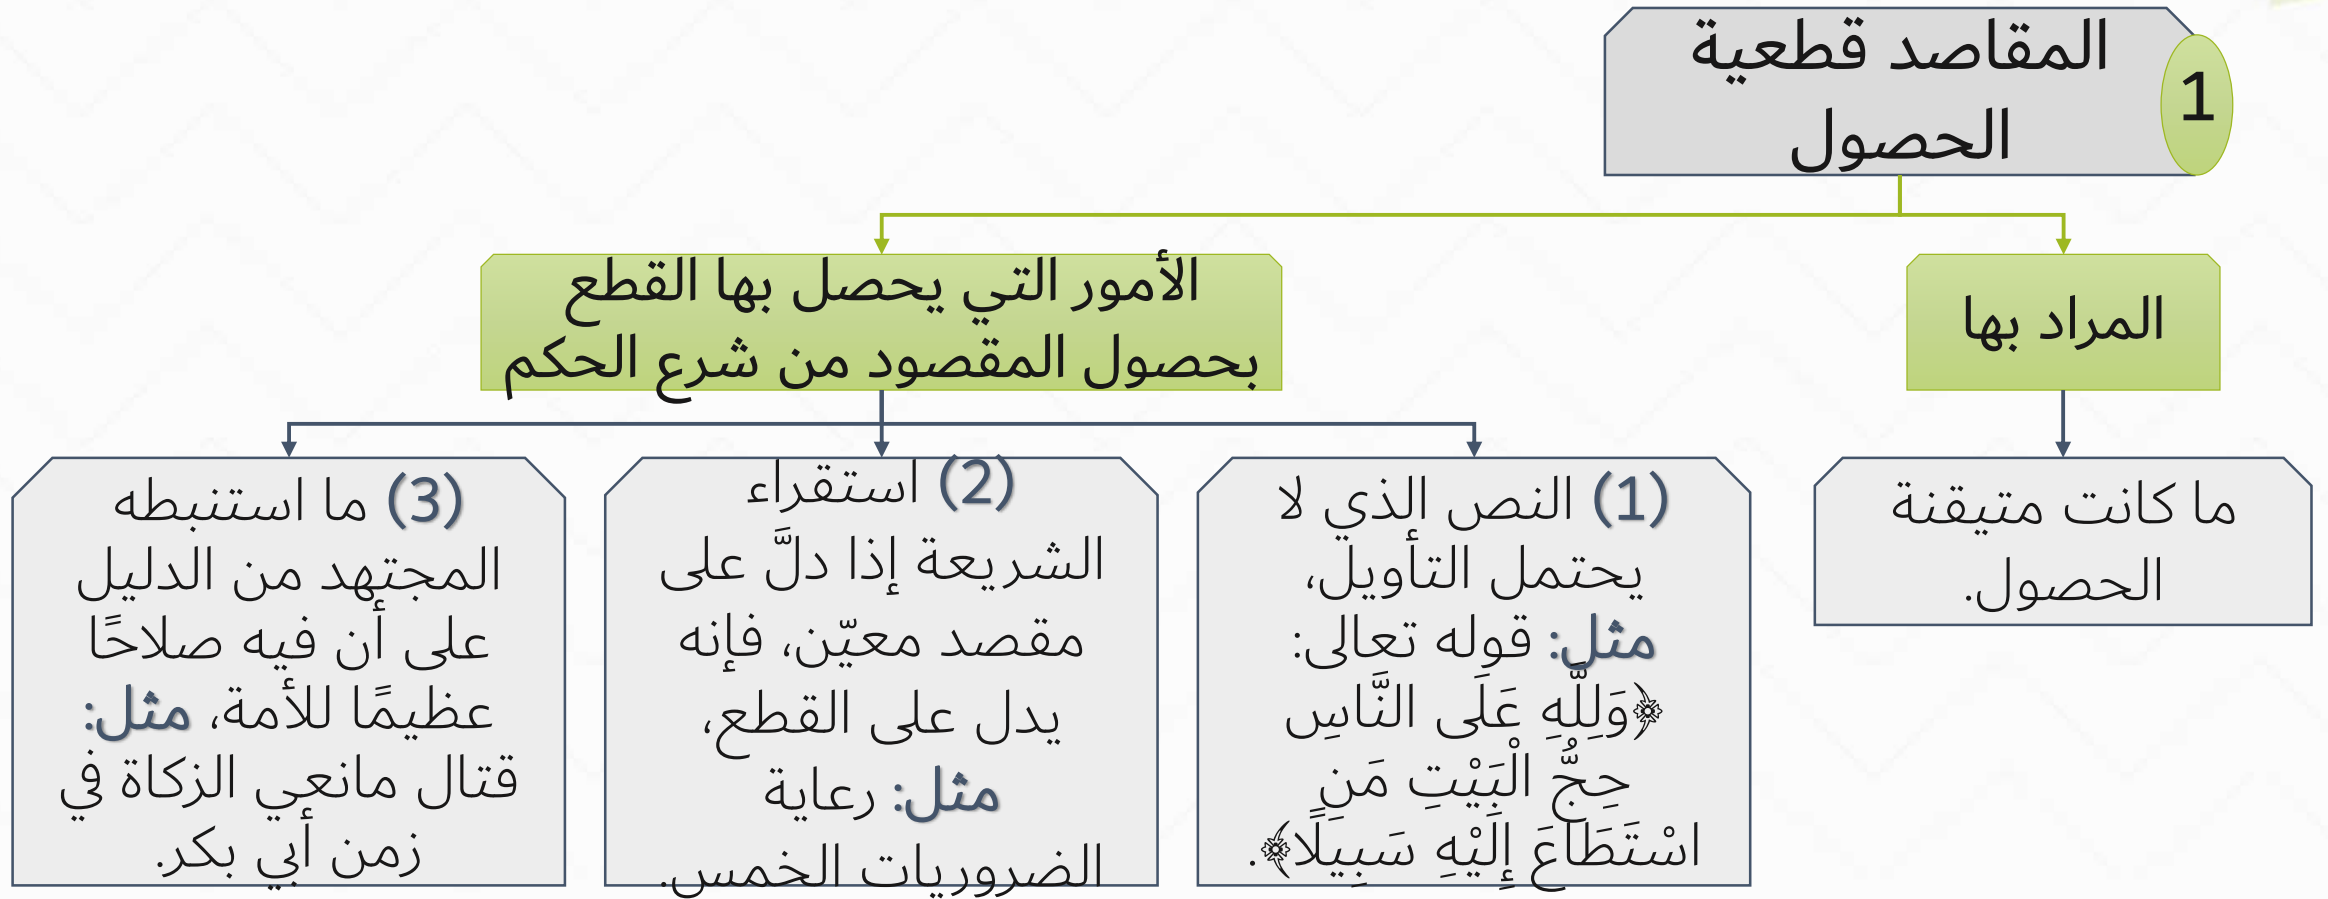 1
المقاصد قطعية
الحصول
المراد بها
ما كانت متيقنة
الحصول.
الأمور التي يحصل بها القطع
بحصول المقصود من شرع الحكم
(1) النص الذي لا
يحتمل التأويل،
مثل: قوله تعالى:
﴿وَلِلَّهِ عَلَى النَّاسِ
حِجُّ الْبَيْتِ مَنِ
اسْتَطَاعَ إِلَيْهِ سَبِيلًا﴾.
(2) استقراء
الشريعة إذا دلَّ على
مقصد معيّن، فإنه
يدل على القطع،
مثل: رعاية
الضروريات الخمس.
(3) ما استنبطه
المجتهد من الدليل
على أن فيه صلاحًا
عظيمًا للأمة، مثل:
قتال مانعي الزكاة في
زمن أبي بكر.